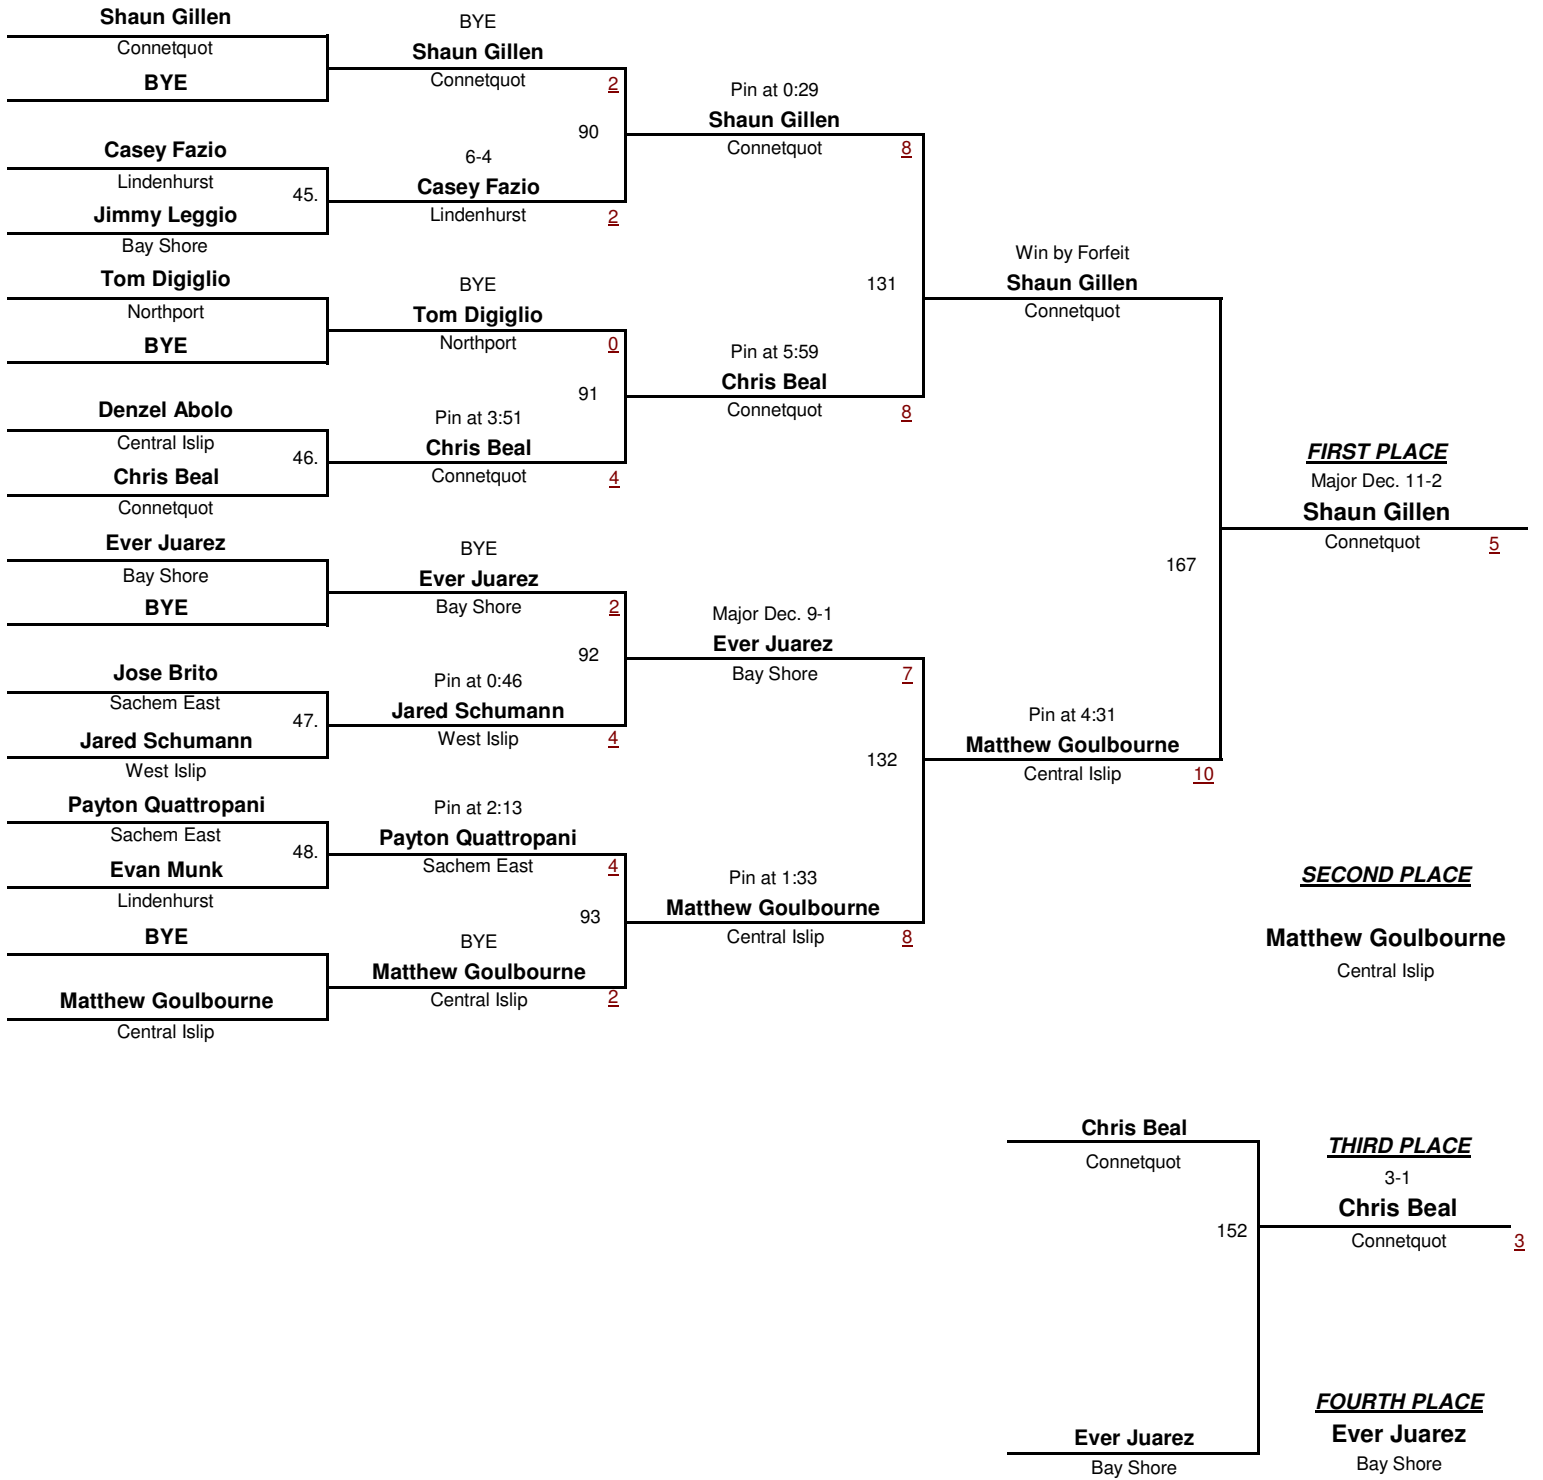 Shaun Gillen
Connetquot
BYE
Casey Fazio
Lindenhurst
45.
Jimmy Leggio
Bay Shore
Tom Digiglio
Northport
BYE
Denzel Abolo
Central Islip
46.
Chris Beal
Connetquot
Ever Juarez
Bay Shore
BYE
Jose Brito
Sachem East
47.
Jared Schumann
West Islip
Payton Quattropani
Sachem East
48.
Evan Munk
Lindenhurst
BYE
Matthew Goulbourne
Central Islip
BYE
Shaun Gillen
Connetquot
2
90
6-4
Casey Fazio
Lindenhurst
2
BYE
Tom Digiglio
Northport
0
91
Pin at 3:51
Chris Beal
Connetquot
4
BYE
Ever Juarez
Bay Shore
2
92
Pin at 0:46
Jared Schumann
West Islip
4
Pin at 2:13
Payton Quattropani
Sachem East
4
93
BYE
Matthew Goulbourne
Central Islip
2
Pin at 0:29
Shaun Gillen
Connetquot
8
131
Pin at 5:59
Chris Beal
Connetquot
8
Major Dec. 9-1
Ever Juarez
Bay Shore
7
132
Pin at 1:33
Matthew Goulbourne
Central Islip
8
Win by Forfeit
Shaun Gillen
Connetquot
167
Pin at 4:31
Matthew Goulbourne
Central Islip
10
FIRST PLACE
Major Dec. 11-2
Shaun Gillen
Connetquot
5
SECOND PLACE
Matthew Goulbourne
Central Islip
Chris Beal
Connetquot
152
Ever Juarez
Bay Shore
THIRD PLACE
3-1
Chris Beal
Connetquot
3
FOURTH PLACE
Ever Juarez
Bay Shore